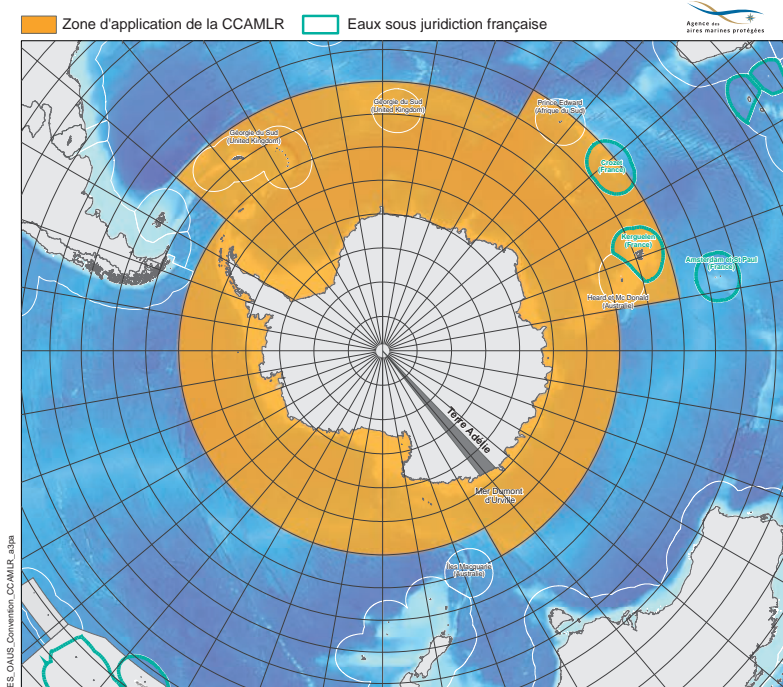 Zone d'application de la CCAMLR
Eaux sous juridiction française
Agence des
aires marines protégées
Géorgie du Sud
(United Kingdom)
Prince Edward
(Afrique du Sud)
Géorgie du Sud
(United Kingdom)
Crozet
(France)
Kerguelen
(France)
Amsterdam et St Paul
(France)
Heard et Mc Donald
(Australie)
Terre Adélie
Mer Dumont
d'Urville
Iles Macquarie
(Australie)
ES_OAUS_Convention_CCAMLR_a3pa